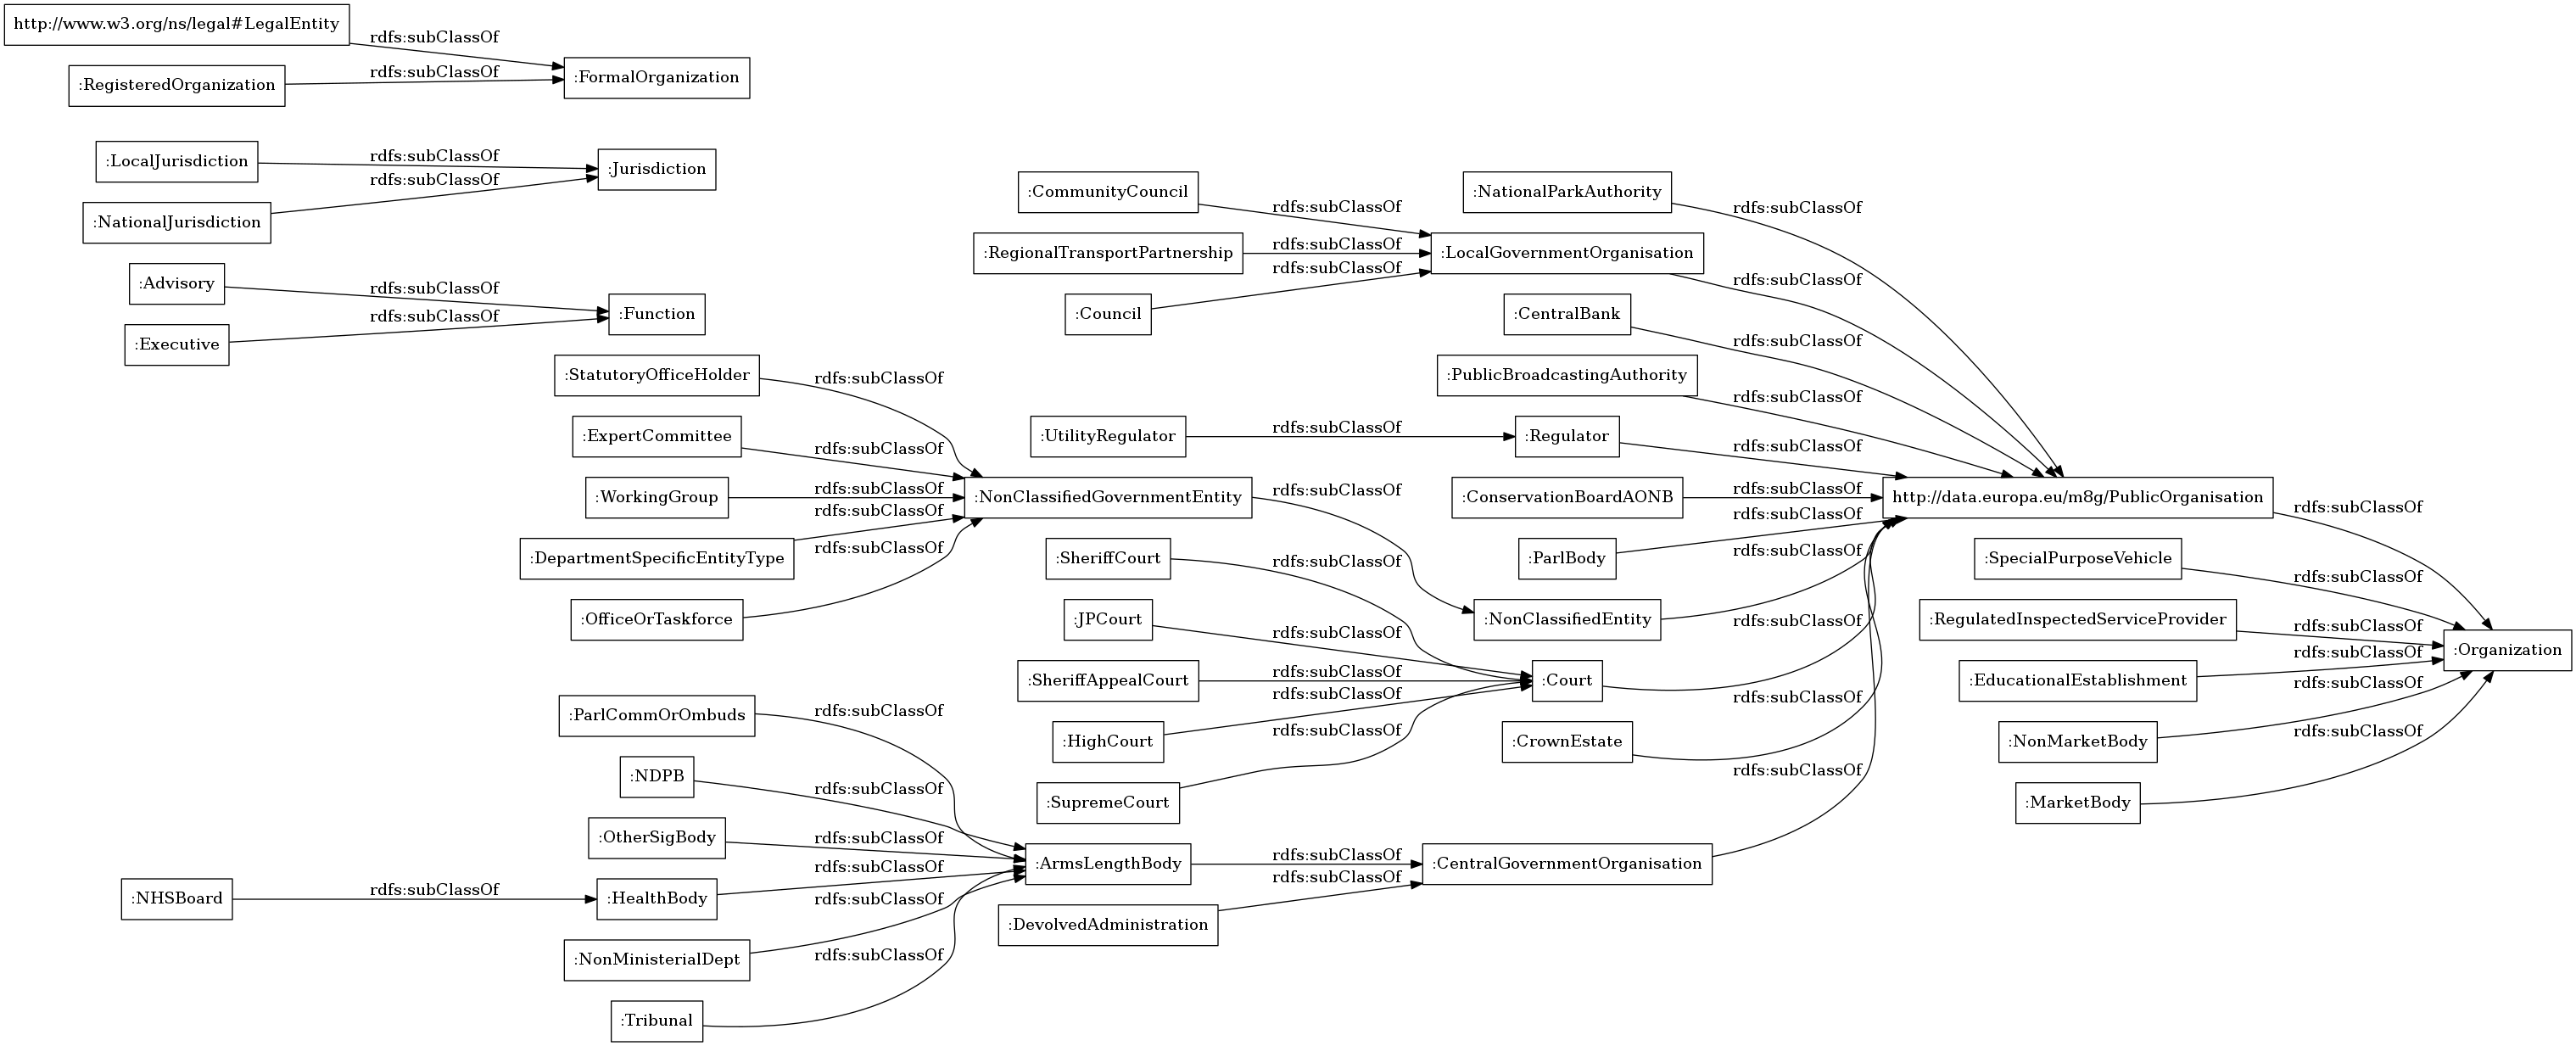 http://www.w3.org/ns/legal#LegalEntity
rdfs:subClassOf
:RegisteredOrganization
rdfs:subClassOf
:FormalOrganization
:LocalJurisdiction
rdfs:subClassOf
:NationalJurisdiction
rdfs:subClassOf
:Jurisdiction
:Advisory
rdfs:subClassOf
:Executive
rdfs:subClassOf
:Function
:StatutoryOfficeHolder
rdfs:subClassOf
:ExpertCommittee
rdfs:subClassOf
:WorkingGroup
rdfs:subClassOf
:DepartmentSpecificEntityType
rdfs:subClassOf
:OfficeOrTaskforce
rdfs:subClassOf
:NonClassifiedGovernmentEntity
rdfs:subClassOf
:ParlCommOrOmbuds
rdfs:subClassOf
:NDPB
rdfs:subClassOf
:OtherSigBody
rdfs:subClassOf
:NHSBoard
rdfs:subClassOf
:HealthBody
rdfs:subClassOf
:NonMinisterialDept
rdfs:subClassOf
:Tribunal
rdfs:subClassOf
:CommunityCouncil
rdfs:subClassOf
:RegionalTransportPartnership
rdfs:subClassOf
:Council
rdfs:subClassOf
:LocalGovernmentOrganisation
rdfs:subClassOf
:UtilityRegulator
rdfs:subClassOf
:SheriffCourt
rdfs:subClassOf
:JPCourt
rdfs:subClassOf
:SheriffAppealCourt
rdfs:subClassOf
:HighCourt
rdfs:subClassOf
:SupremeCourt
rdfs:subClassOf
:ArmsLengthBody
rdfs:subClassOf
:DevolvedAdministration
rdfs:subClassOf
:NationalParkAuthority
rdfs:subClassOf
:CentralBank
rdfs:subClassOf
:PublicBroadcastingAuthority
rdfs:subClassOf
:Regulator
rdfs:subClassOf
:ConservationBoardAONB
rdfs:subClassOf
:ParlBody
rdfs:subClassOf
:NonClassifiedEntity
rdfs:subClassOf
:Court
rdfs:subClassOf
:CrownEstate
rdfs:subClassOf
:CentralGovernmentOrganisation
rdfs:subClassOf
http://data.europa.eu/m8g/PublicOrganisation
rdfs:subClassOf
:SpecialPurposeVehicle
rdfs:subClassOf
:RegulatedInspectedServiceProvider
rdfs:subClassOf
:EducationalEstablishment
rdfs:subClassOf
:NonMarketBody
rdfs:subClassOf
:MarketBody
rdfs:subClassOf
:Organization